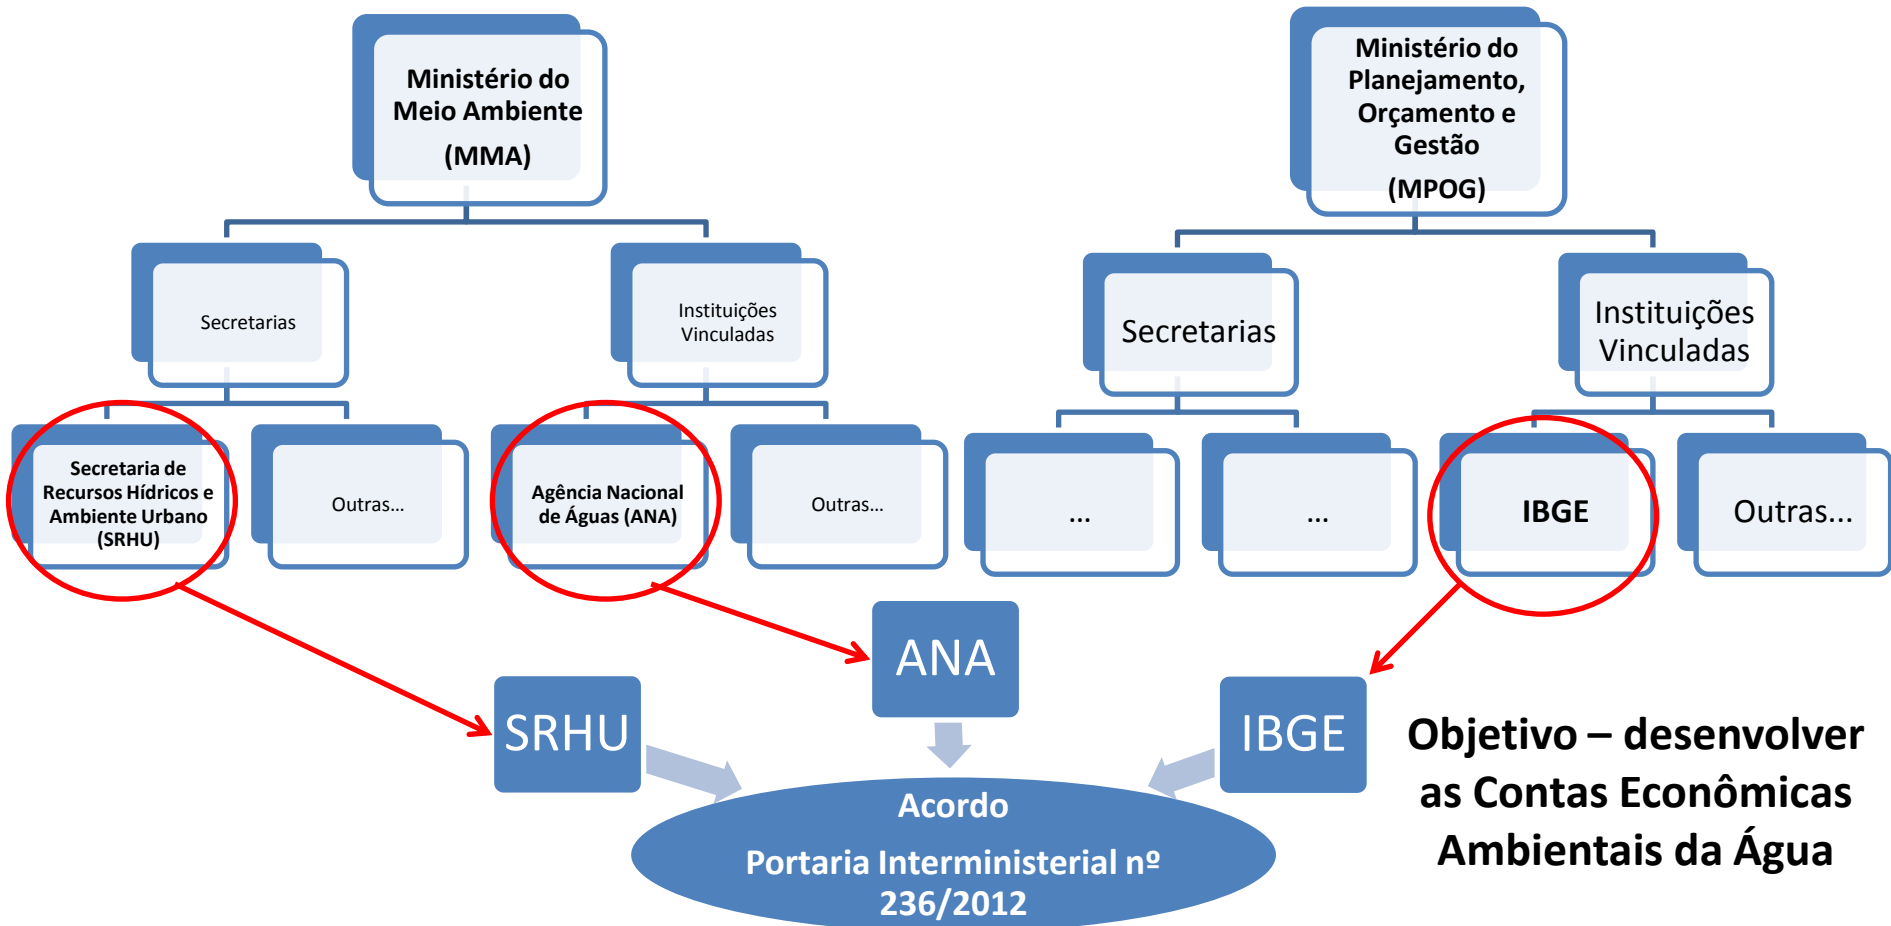 Ministério do
Meio Ambiente
(MMA)
Ministério do
Planejamento,
Orçamento e
Gestão
(MPOG)
Secretarias
Instituições
Vinculadas
Secretarias
Instituições
Vinculadas
Secretaria de
Recursos Hídricos e
Ambiente Urbano
(SRHU)
Outras...
Agência Nacional
de Águas (ANA)
Outras...
...
...
IBGE
Outras...
SRHU
ANA
IBGE
Acordo
Portaria Interministerial nº
236/2012
Objetivo – desenvolver
as Contas Econômicas
Ambientais da Água